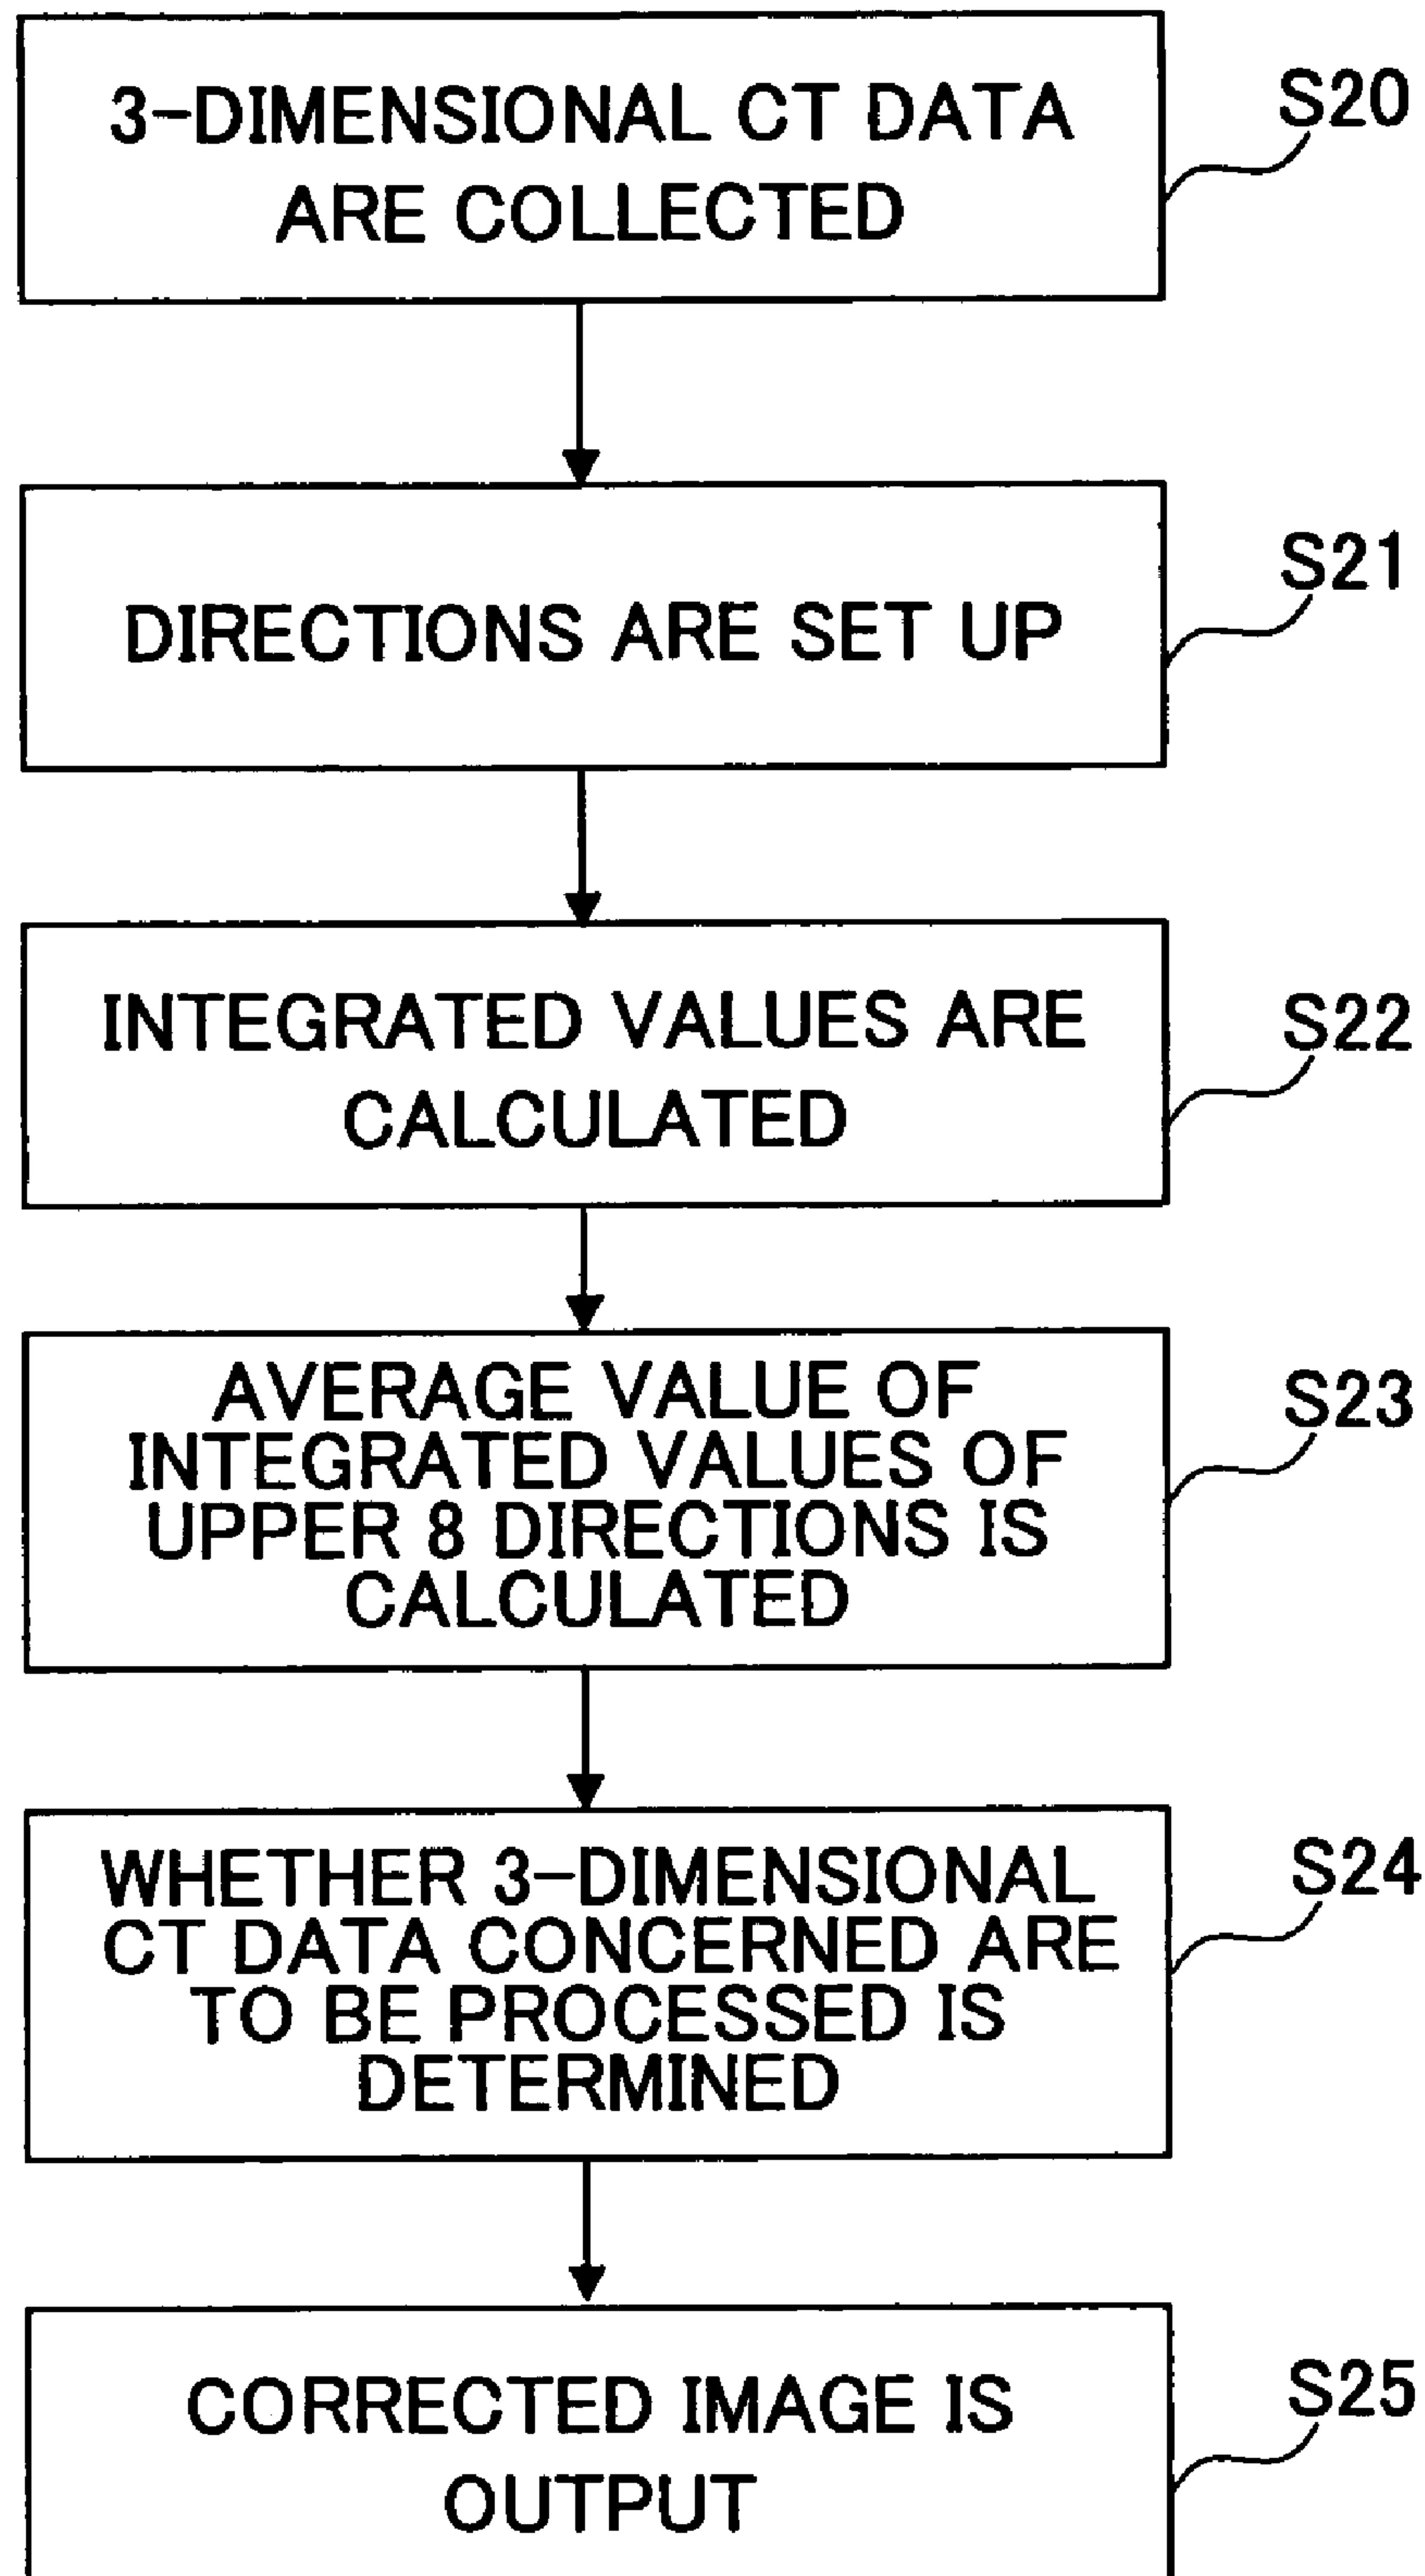 3-DIMENSIONAL CT DATA
ARE COLLECTED
S20
DIRECTIONS ARE SET UP
S21
INTEGRATED VALUES ARE
CALCULATED
S22
AVERAGE VALUE OF
INTEGRATED VALUES OF
UPPER 8 DIRECTIONS IS
CALCULATED
S23
WHETHER 3-DIMENSIONAL
CT DATA CONCERNED ARE
TO BE PROCESSED IS
DETERMINED
S24
CORRECTED IMAGE IS
OUTPUT
S25